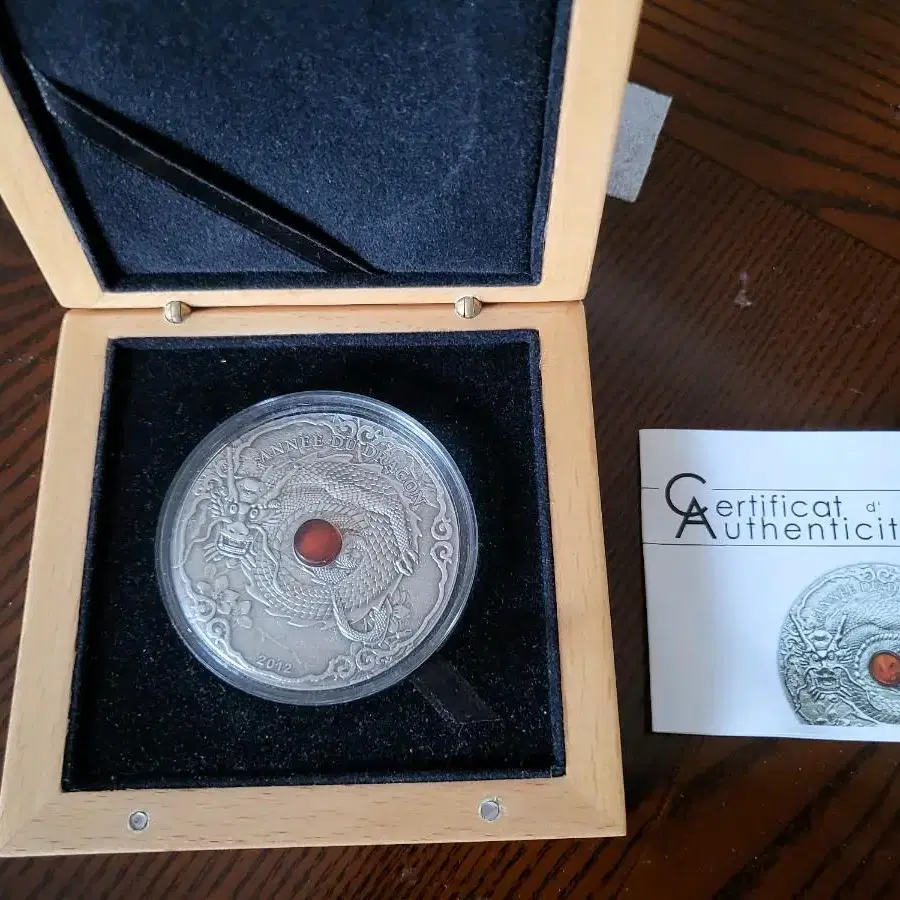 ANNÉE DU DRAGON
2012
Certificat d'
Authenticit